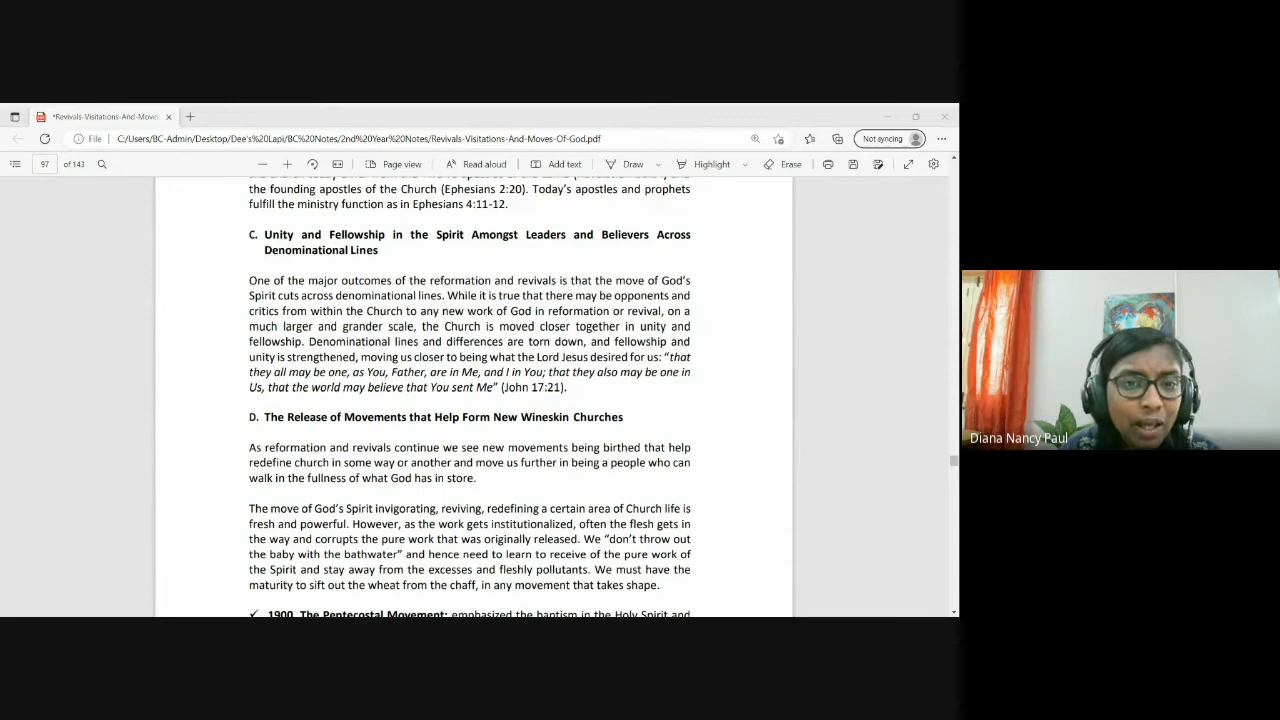 *Revivals-Visitations-And-Move
File C:/Users/BC-Admin/Desktop/Dee's%20Lapi/BC%20Notes/2nd%20Year%20Notes/Revivals-Visitations-And-Moves-Of-God.pdf Not syncing
97 of 143 Page view Read aloud Add text Draw Highlight Erase
the founding apostles of the Church (Ephesians 2:20). Today's apostles and prophets
fulfill the ministry function as in Ephesians 4:11-12.
C. Unity and Fellowship in the Spirit Amongst Leaders and Believers Across
Denominational Lines
One of the major outcomes of the reformation and revivals is that the move of God's
Spirit cuts across denominational lines. While it is true that there may be opponents and
critics from within the Church to any new work of God in reformation or revival, on a
much larger and grander scale, the Church is moved closer together in unity and
fellowship. Denominational lines and differences are torn down, and fellowship and
unity is strengthened, moving us closer to being what the Lord Jesus desired for us: "that
they all may be one, as You, Father, are in Me, and I in You; that they also may be one in
Us, that the world may believe that You sent Me" (John 17:21).
D. The Release of Movements that Help Form New Wineskin Churches
As reformation and revivals continue we see new movements being birthed that help
redefine church in some way or another and move us further in being a people who can
walk in the fullness of what God has in store.
The move of God's Spirit invigorating, reviving, redefining a certain area of Church life is
fresh and powerful. However, as the work gets institutionalized, often the flesh gets in
the way and corrupts the pure work that was originally released. We "don't throw out
the baby with the bathwater" and hence need to learn to receive of the pure work of
the Spirit and stay away from the excesses and fleshly pollutants. We must have the
maturity to sift out the wheat from the chaff, in any movement that takes shape.
✓ 1900, The Pentecostal Movement: emphasized the baptism in the Holy Spirit and
Diana Nancy Paul